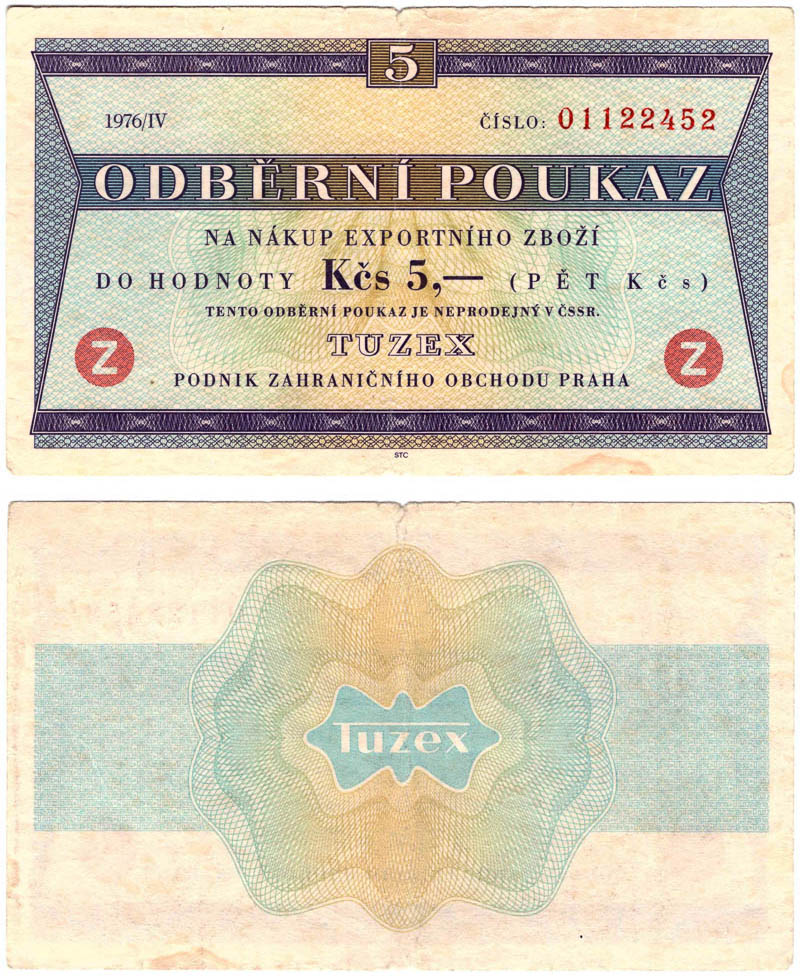 5
1976/IV
ČÍSLO: 01122452
ODBĚRNÍ POUKAZ
NA NÁKUP EXPORTNÍHO ZBOŽÍ
DO HODNOTY Kčs 5,— (PĚT Kčs)
TENTO ODBĚRNÍ POUKAZ JE NEPRODEJNÝ V ČSSR.
Z TUZEX Z
PODNIK ZAHRANIČNÍHO OBCHODU PRAHA
STC
Tuzex